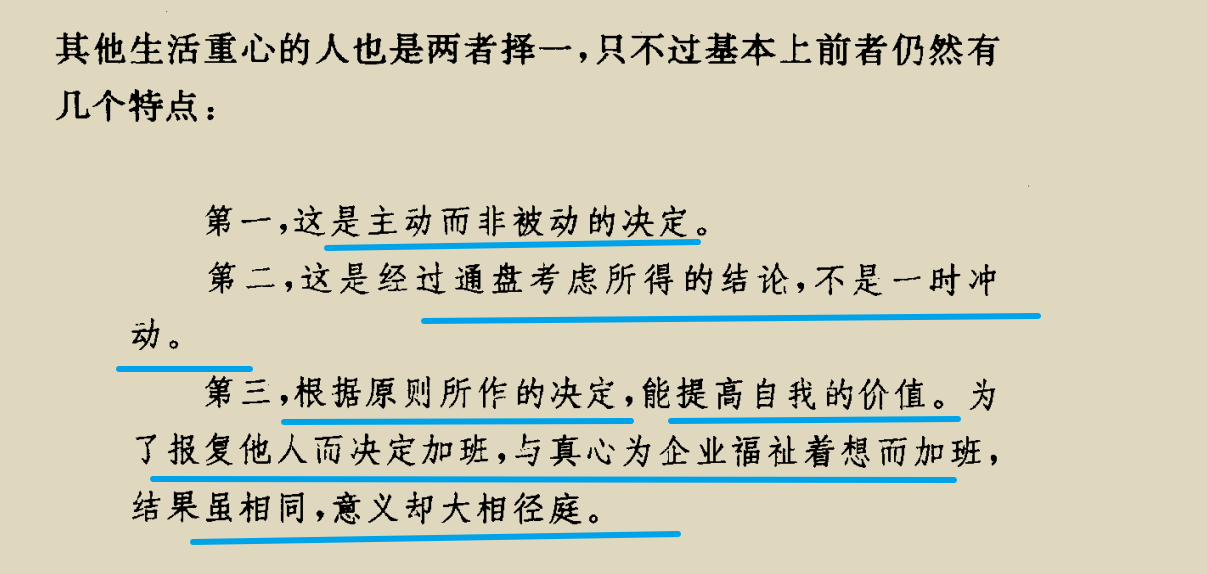 其他生活重心的人也是两者择一,只不过基本上前者仍然有
几个特点:
第一,这是主动而非被动的决定。
第二,这是经过通盘考虑所得的结论,不是一时冲
动。
第三,根据原则所作的决定,能提高自我的价值。为
了报复他人而决定加班,与真心为企业福祉着想而加班,
结果虽相同,意义却大相径庭。